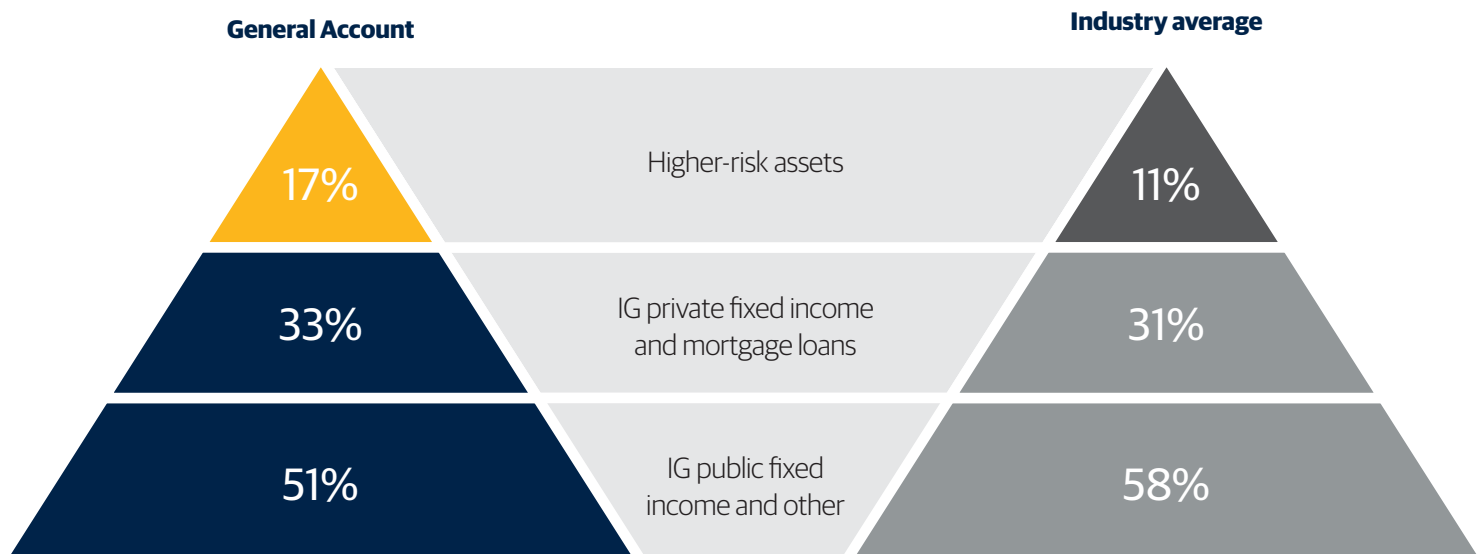 General Account
Industry average
17%
Higher-risk assets
11%
33%
IG private fixed income
and mortgage loans
31%
51%
IG public fixed
income and other
58%